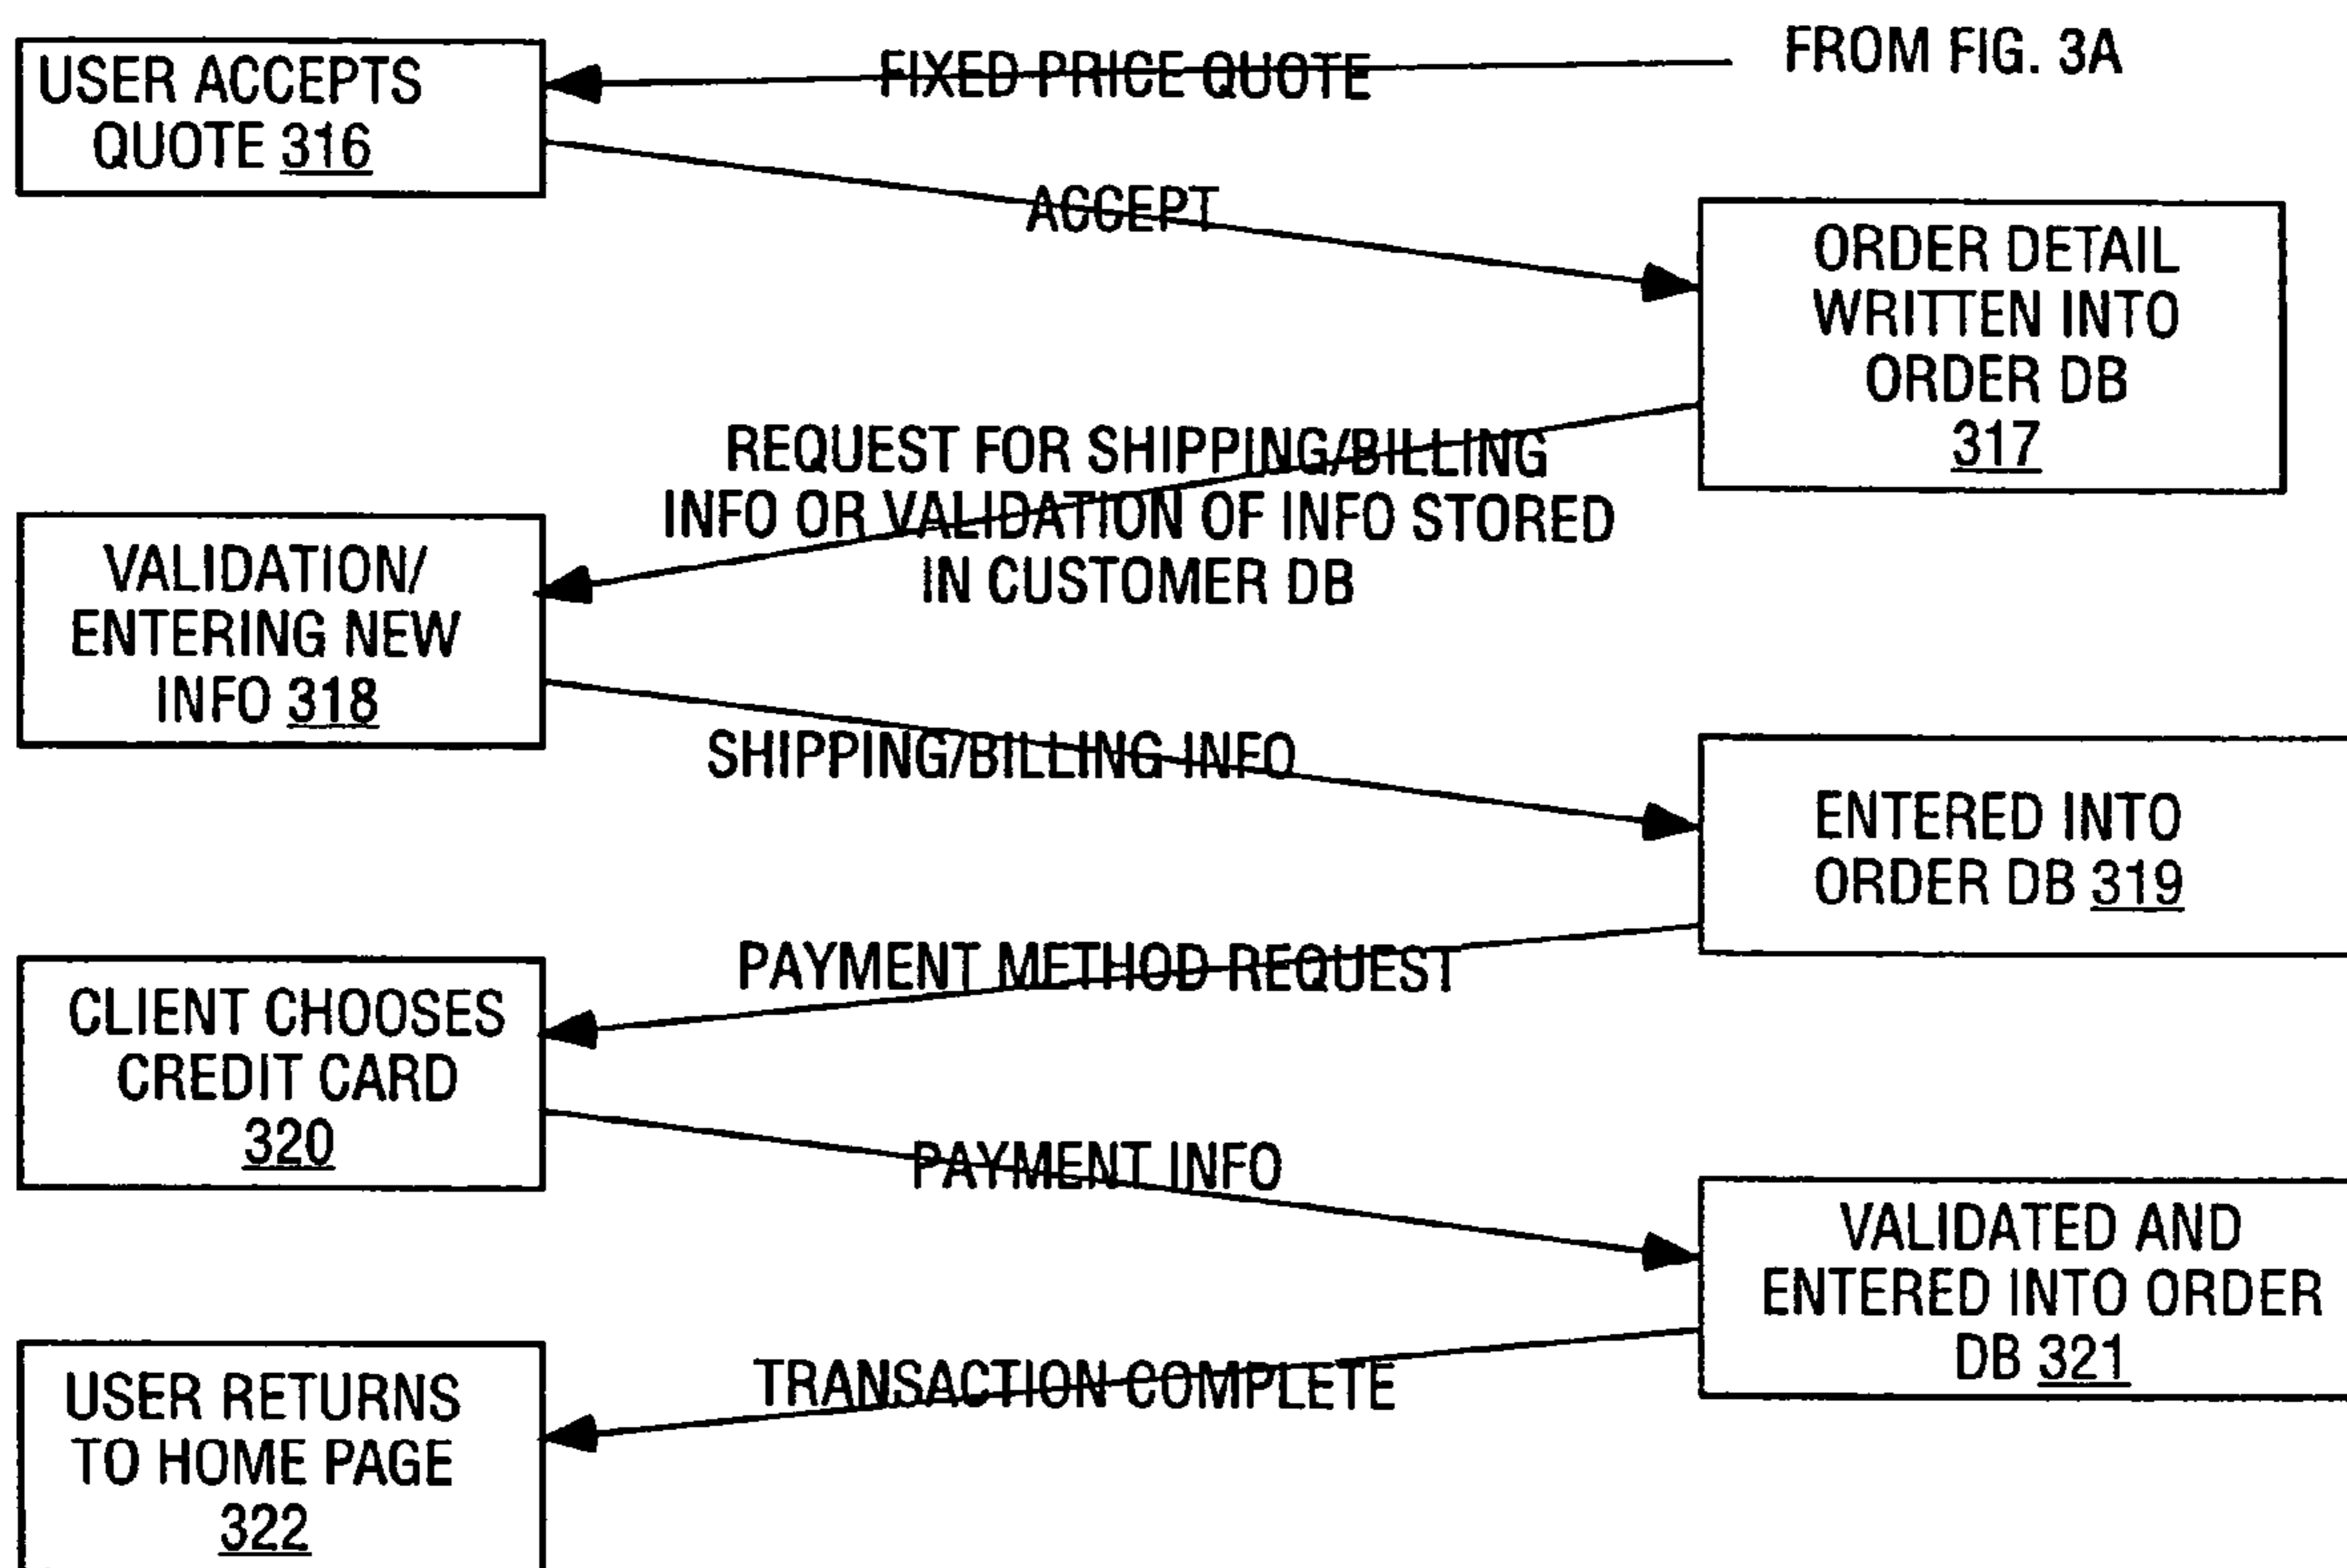 FROM FIG. 3A
FIXED PRICE QUOTE
USER ACCEPTS
QUOTE 316
ACCEPT
ORDER DETAIL
WRITTEN INTO
ORDER DB
317
REQUEST FOR SHIPPING/BILLING
INFO OR VALIDATION OF INFO STORED
IN CUSTOMER DB
VALIDATION/
ENTERING NEW
INFO 318
SHIPPING/BILLING INFO
ENTERED INTO
ORDER DB 319
PAYMENT METHOD REQUEST
CLIENT CHOOSES
CREDIT CARD
320
PAYMENT INFO
VALIDATED AND
ENTERED INTO ORDER
DB 321
TRANSACTION COMPLETE
USER RETURNS
TO HOME PAGE
322